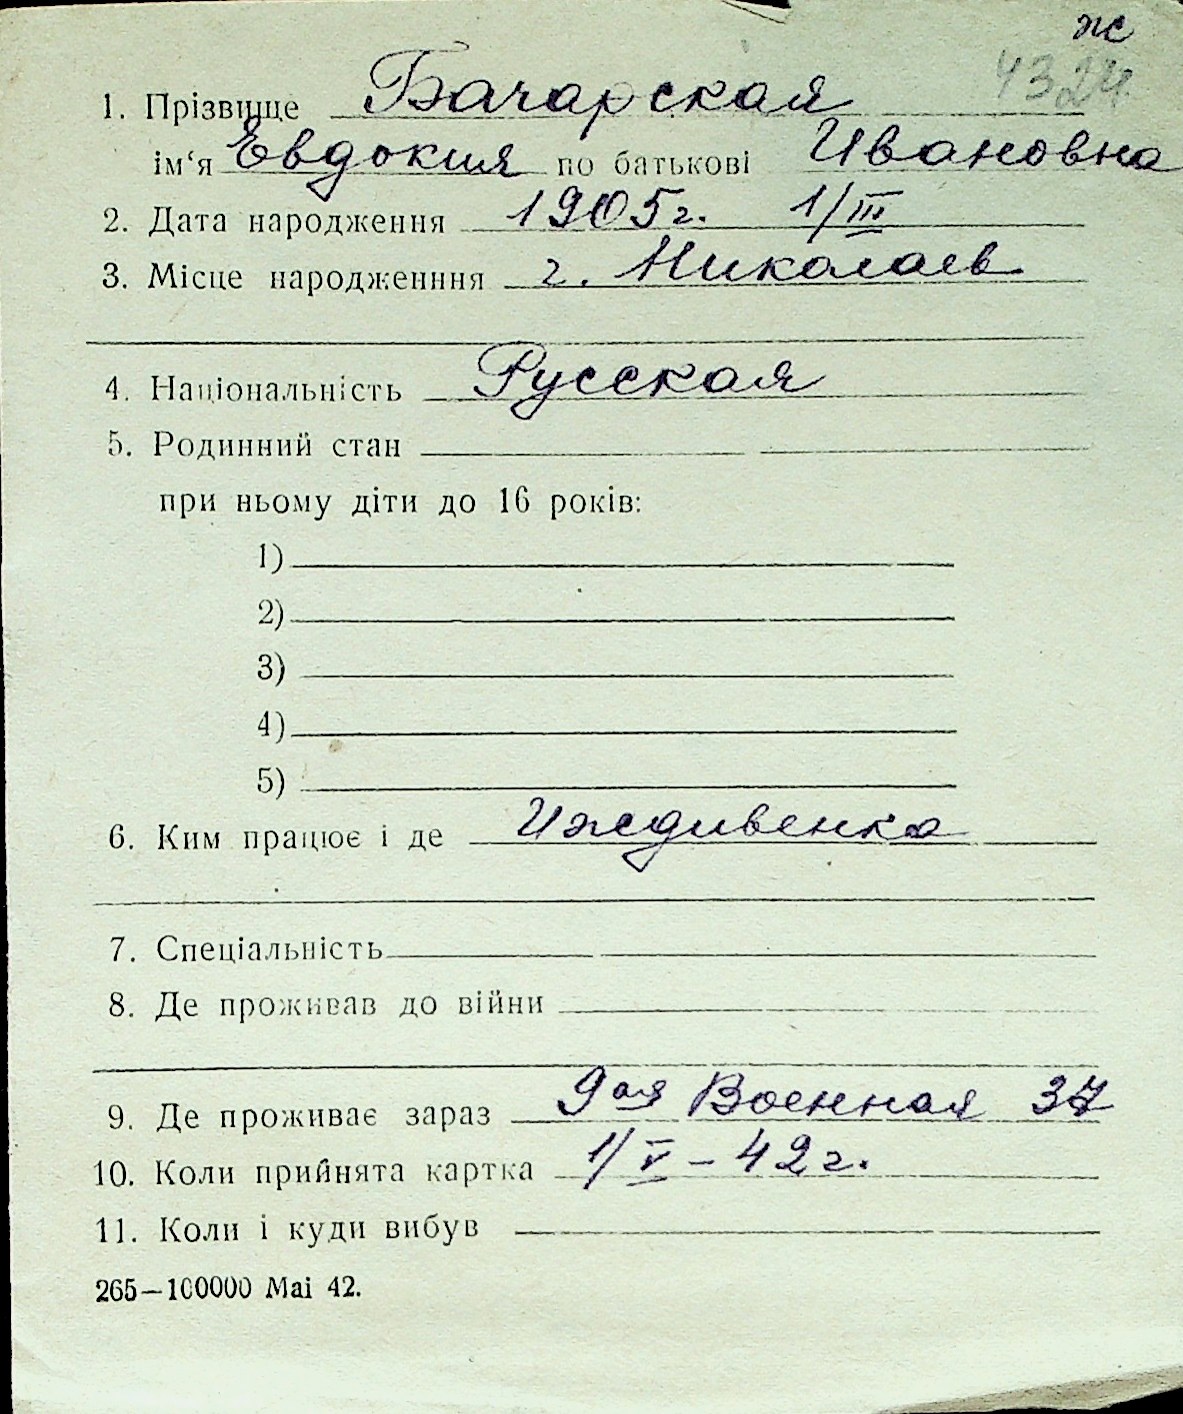 ж
4324
1. Прізвище Бачарская
ім‘я Евдокия по батькові Ивановна
2. Дата народження 1905г. 1/III
3. Місце народженння г. Николаев
4. Національність Русская
5. Родинний стан
при ньому діти до 16 років:
1)
2)
3)
4)
5)
6. Ким працює і де Иждивенка
7. Спеціальність
8. Де проживав до війни
9. Де проживає зараз 9ая Военная 37
10. Коли прийнята картка 1/V – 42г.
11. Коли і куди вибув
265—100000 Mai 42.